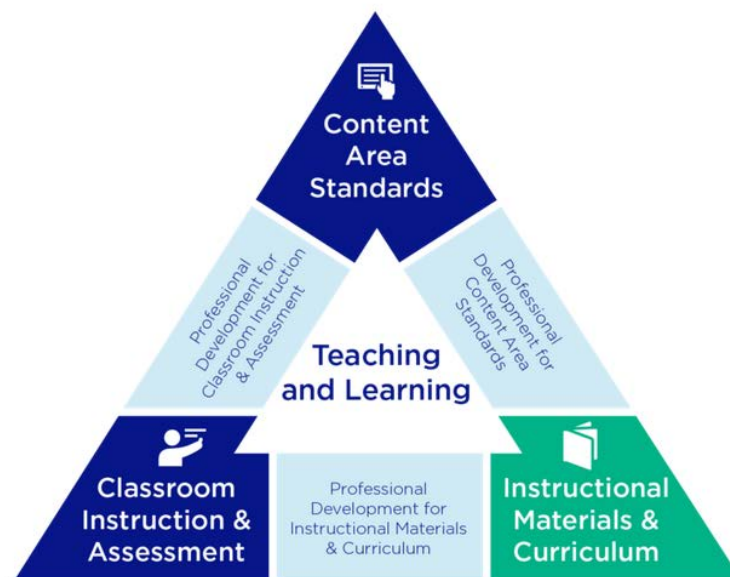 Content
Area
Standards
Professional
Development for
Classroom Instruction
& Assessment
Professional
Development for
Content Area
Standards
Teaching
and Learning
Classroom
Instruction &
Assessment
Professional
Development for
Instructional Materials
& Curriculum
Instructional
Materials &
Curriculum